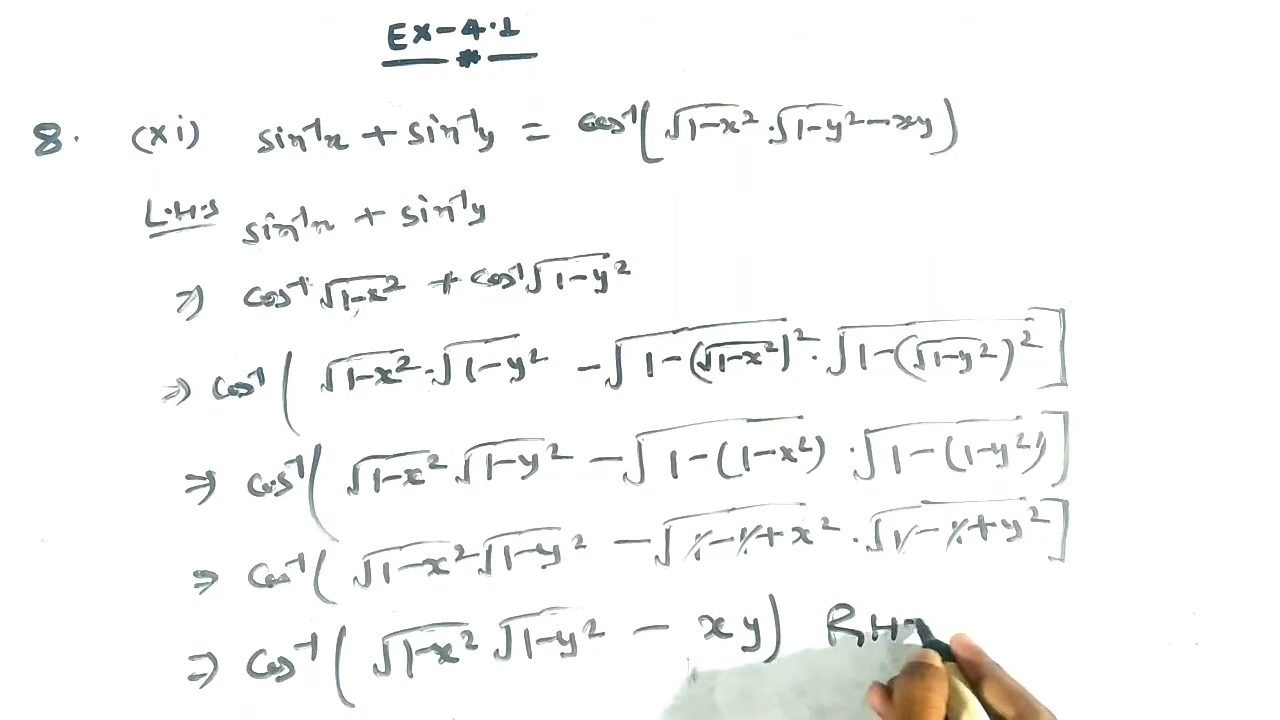 Ex-4.1
8. (xi) sin⁻¹x + sin⁻¹y = cos⁻¹(√1-x² · √1-y² - xy)
L.H.S sin⁻¹x + sin⁻¹y
⇒ cos⁻¹ √1-x² + cos⁻¹ √1-y²
⇒ cos⁻¹( √1-x² · √1-y² - √1-(√1-x²)² · √1-(√1-y²)² ]
⇒ cos⁻¹( √1-x² √1-y² - √1-(1-x²) · √1-(1-y²) ]
⇒ cos⁻¹( √1-x² √1-y² - √1-1+x² · √1-1+y² ]
⇒ cos⁻¹( √1-x² √1-y² - xy) RH